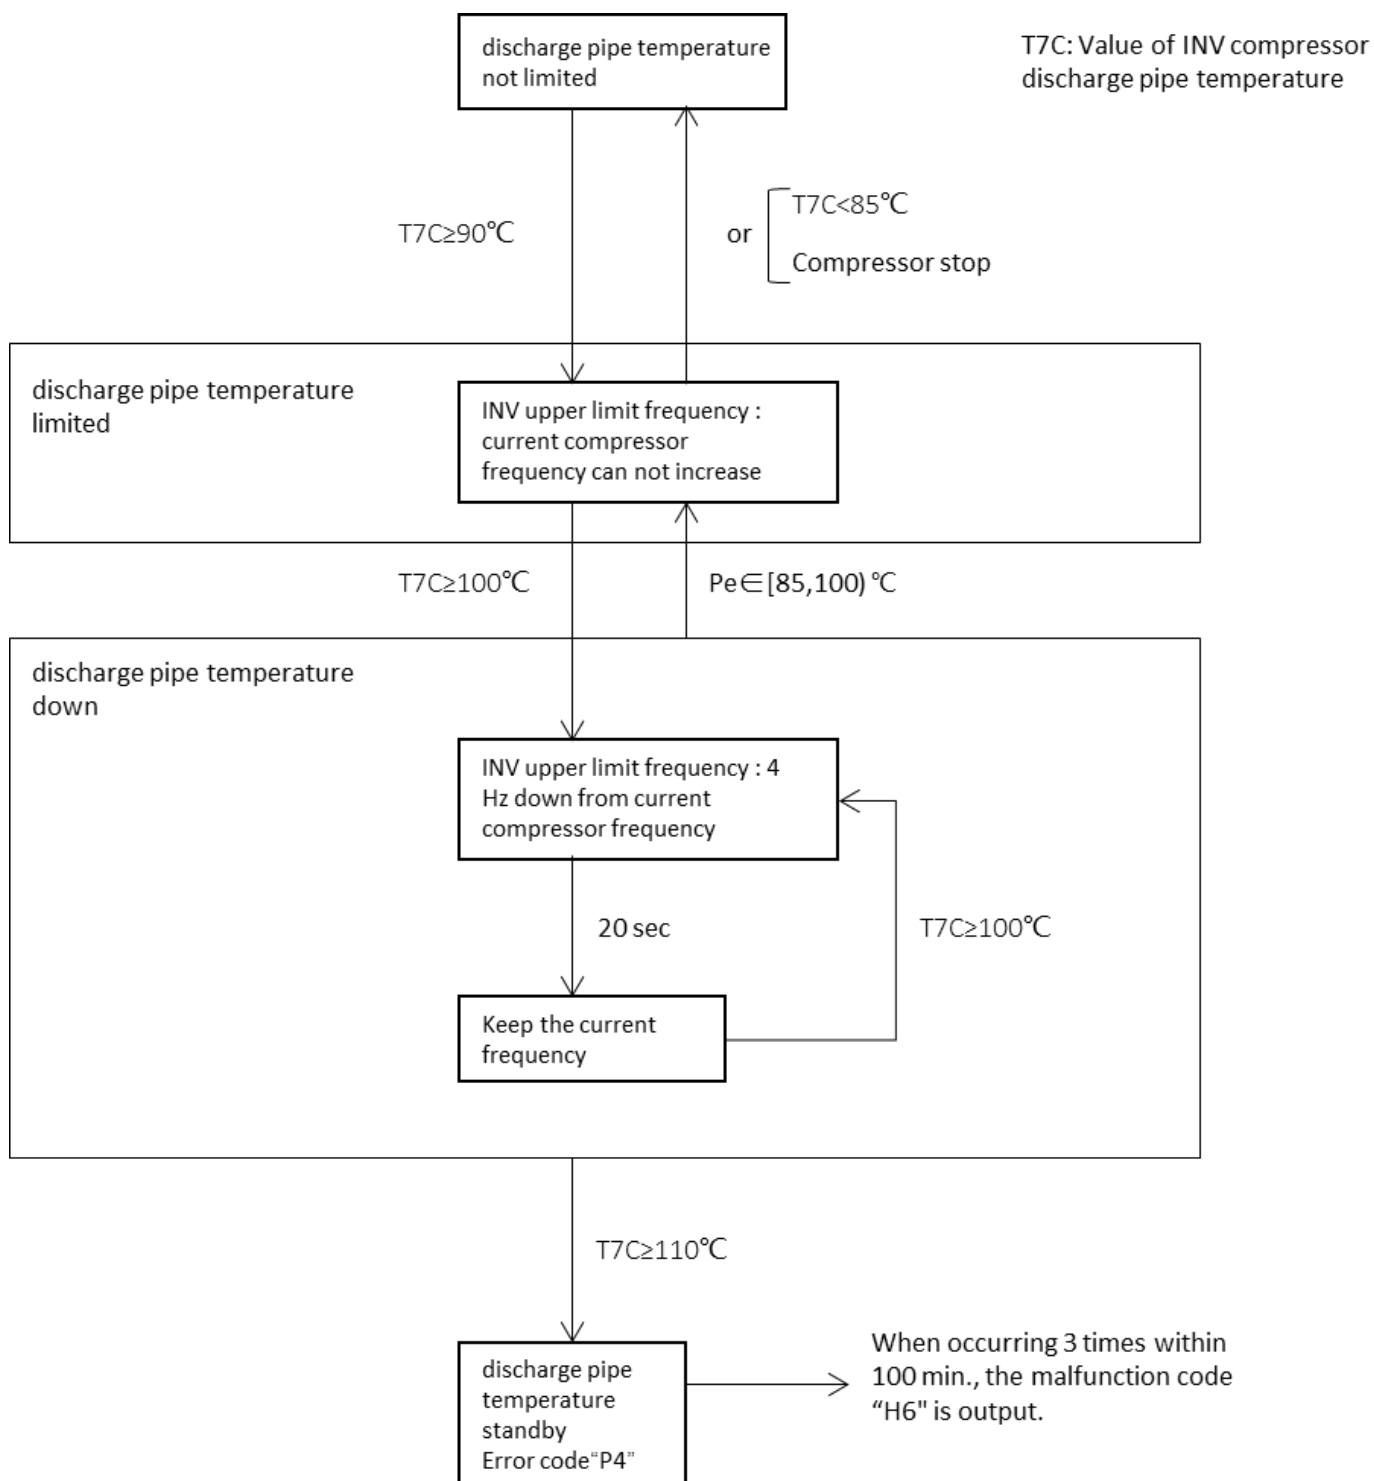 discharge pipe temperature
not limited
T7C: Value of INV compressor
discharge pipe temperature
T7C≥90℃
or
T7C<85℃
Compressor stop
discharge pipe temperature
limited
INV upper limit frequency :
current compressor
frequency can not increase
T7C≥100℃
Pe∈[85,100) ℃
discharge pipe temperature
down
INV upper limit frequency : 4
Hz down from current
compressor frequency
20 sec
T7C≥100℃
Keep the current
frequency
T7C≥110℃
discharge pipe
temperature
standby
Error code“P4”
When occurring 3 times within
100 min., the malfunction code
“H6" is output.